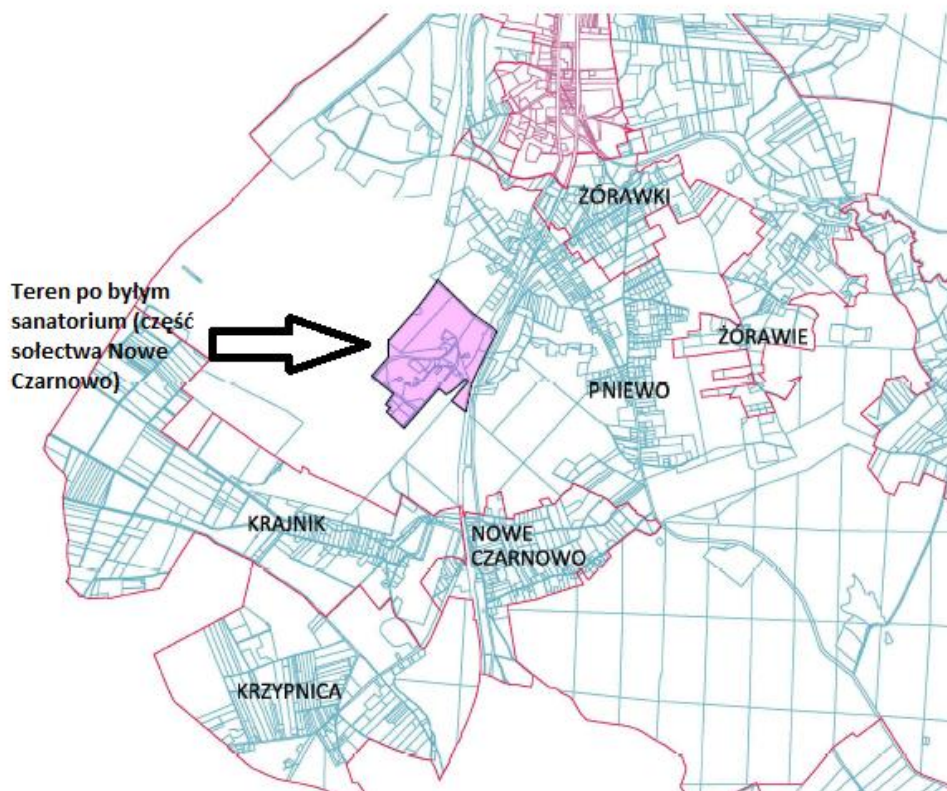 ŻÓRAWKI
Teren po byłym
sanatorium (część
sołectwa Nowe
Czarnowo)
ŻÓRAWIE
PNIEWO
KRAJNIK
NOWE
CZARNOWO
KRZYPNICA